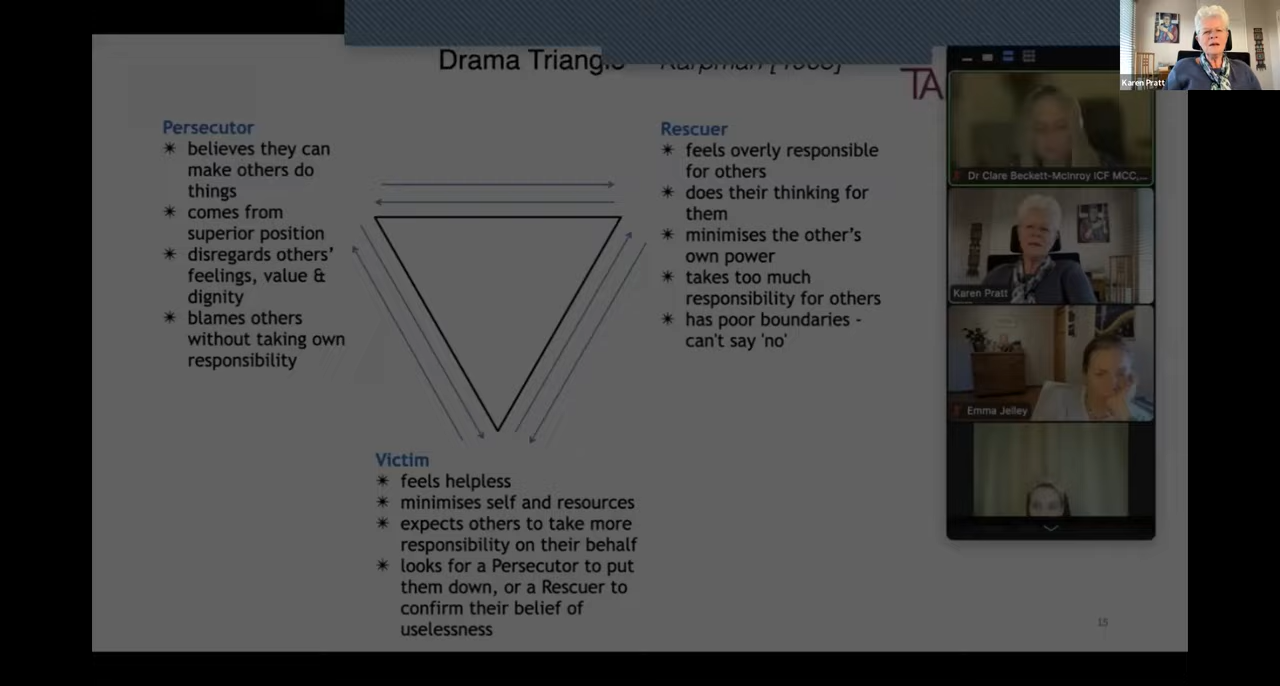 Drama Triangle
TA
Persecutor
✴ believes they can
make others do
things
✴ comes from
superior position
✴ disregards others'
feelings, value &
dignity
✴ blames others
without taking own
responsibility
Rescuer
✴ feels overly responsible
for others
✴ does their thinking for
them
✴ minimises the other's
own power
✴ takes too much
responsibility for others
✴ has poor boundaries -
can't say 'no'
Victim
✴ feels helpless
✴ minimises self and resources
✴ expects others to take more
responsibility on their behalf
✴ looks for a Persecutor to put
them down, or a Rescuer to
confirm their belief of
uselessness
15
Karen Pratt
Dr Clare Beckett-McInroy ICF MCC,...
Karen Pratt
Emma Jelley